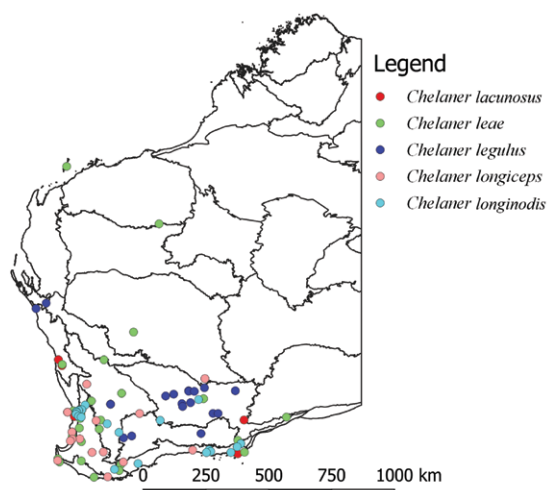 Legend
Chelaner lacunosus
Chelaner leae
Chelaner legulus
Chelaner longiceps
Chelaner longinodis
0 250 500 750 1000 km